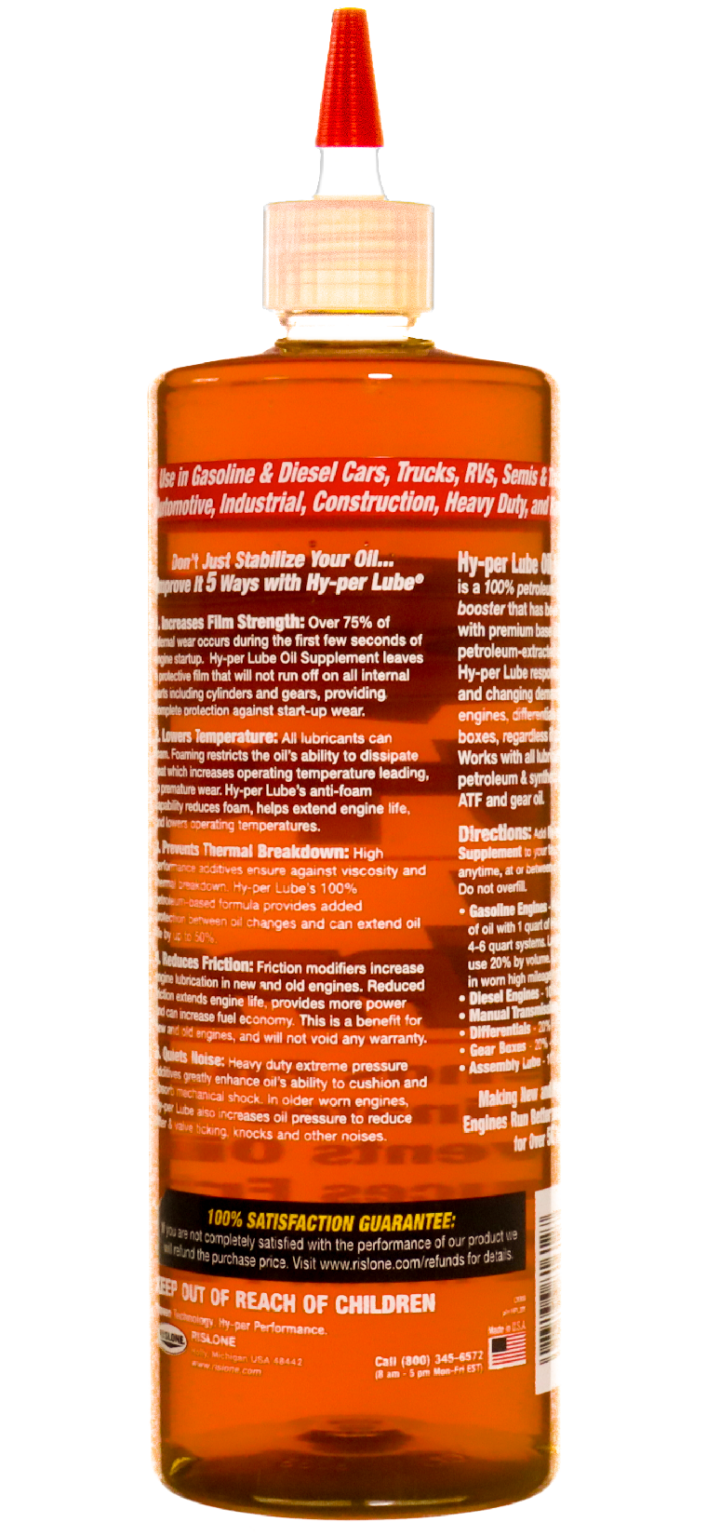 Use in Gasoline & Diesel Cars, Trucks, RVs, Semis &
Automotive, Industrial, Construction, Heavy Duty, and
Don't Just Stabilize Your Oil...
Improve It 5 Ways with Hy-per Lube®
1. Increases Film Strength: Over 75% of
internal wear occurs during the first few seconds of
engine startup. Hy-per Lube Oil Supplement leaves
protective film that will not run off on all internal
parts including cylinders and gears, providing
complete protection against start-up wear.
2. Lowers Temperature: All lubricants can
foam. Foaming restricts the oil's ability to dissipate
heat which increases operating temperature leading,
premature wear. Hy-per Lube's anti-foam
capability reduces foam, helps extend engine life,
and lowers operating temperatures.
3. Prevents Thermal Breakdown: High
performance additives ensure against viscosity and
thermal breakdown. Hy-per Lube's 100%
petroleum-based formula provides added
protection between oil changes and can extend oil
life by up to 50%.
4. Reduces Friction: Friction modifiers increase
engine lubrication in new and old engines. Reduced
friction extends engine life, provides more power
and can increase fuel economy. This is a benefit for
new and old engines, and will not void any warranty.
5. Quiets Noise: Heavy duty extreme pressure
additives greatly enhance oil's ability to cushion and
absorb mechanical shock. In older worn engines,
Hy-per Lube also increases oil pressure to reduce
& valve ticking, knocks and other noises.
Hy-per Lube
is a 100% petroleum
booster that has
with premium base
petroleum-extract
Hy-per Lube
and changing
engines,
boxes, regardless
Works with all
petroleum &
ATF and gear oil.
Directions: Add
Supplement to your
anytime, at or between
Do not overfill.
• Gasoline Engines -
of oil with 1 quart of
4-6 quart systems.
use 20% by volume.
in worn high
• Diesel Engines -
• Manual
• Differentials -
• Gear Boxes -
• Assembly Lube -
Making New and
Engines Run Better
for Over
100% SATISFACTION GUARANTEE:
If you are not completely satisfied with the performance of our product we
will refund the purchase price. Visit www.rislone.com/refunds for details.
KEEP OUT OF REACH OF CHILDREN
Technology. Hy-per Performance.
RISLONE
RISLONE
Holly, Michigan USA 48442
www.rislone.com
Call (800) 345-6572
(8 am - 5 pm Mon-Fri EST)
Made in U.S.A.